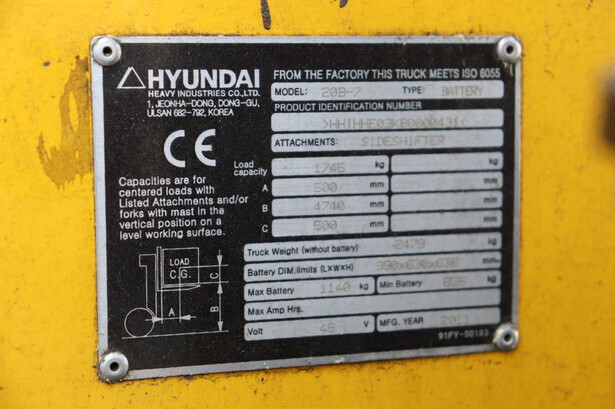 HYUNDAI
HEAVY INDUSTRIES CO.,LTD.
1, JEONHA-DONG, DONG-GU,
ULSAN 682-792, KOREA
CE
Capacities are for
centered loads with
Listed Attachments and/or
forks with mast in the
vertical position on a
level working surface.
LOAD
C.G.
A
B
C
FROM THE FACTORY THIS TRUCK MEETS ISO 6055
MODEL: 20B-7 TYPE: BATTERY
PRODUCT IDENTIFICATION NUMBER
ATTACHMENTS: SIDESHIFTER
Load capacity 1745 kg kg
A 500 mm mm
B 4740 mm mm
C 500 mm mm
Truck Weight (without battery) 2479 kg
Battery DIM.limits (LXWXH) mm
Max Battery 1140 kg Min Battery kg
Max Amp Hrs.
Volt 48 V MFG. YEAR 2011
91FY-00183